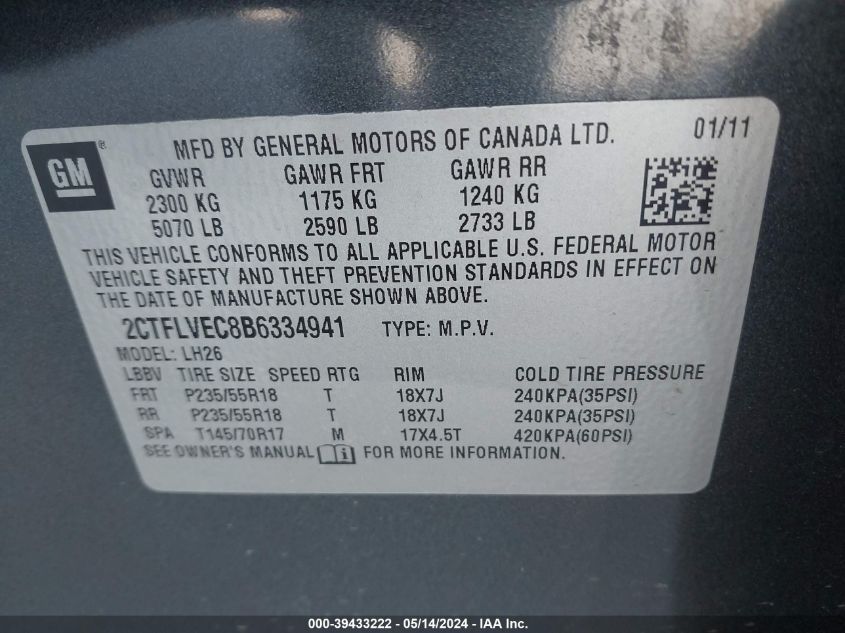 GM ®
MFD BY GENERAL MOTORS OF CANADA LTD. 01/11
GVWR GAWR FRT GAWR RR
2300 KG 1175 KG 1240 KG
5070 LB 2590 LB 2733 LB
THIS VEHICLE CONFORMS TO ALL APPLICABLE U.S. FEDERAL MOTOR
VEHICLE SAFETY AND THEFT PREVENTION STANDARDS IN EFFECT ON
THE DATE OF MANUFACTURE SHOWN ABOVE.
2CTFLVEC8B6334941 TYPE: M.P.V.
MODEL: LH26
LBBV TIRE SIZE SPEED RTG RIM COLD TIRE PRESSURE
FRT P235/55R18 T 18X7J 240KPA(35PSI)
RR P235/55R18 T 18X7J 240KPA(35PSI)
SPA T145/70R17 M 17X4.5T 420KPA(60PSI)
SEE OWNER'S MANUAL i FOR MORE INFORMATION.
000-39433222 - 05/14/2024 - IAA Inc.